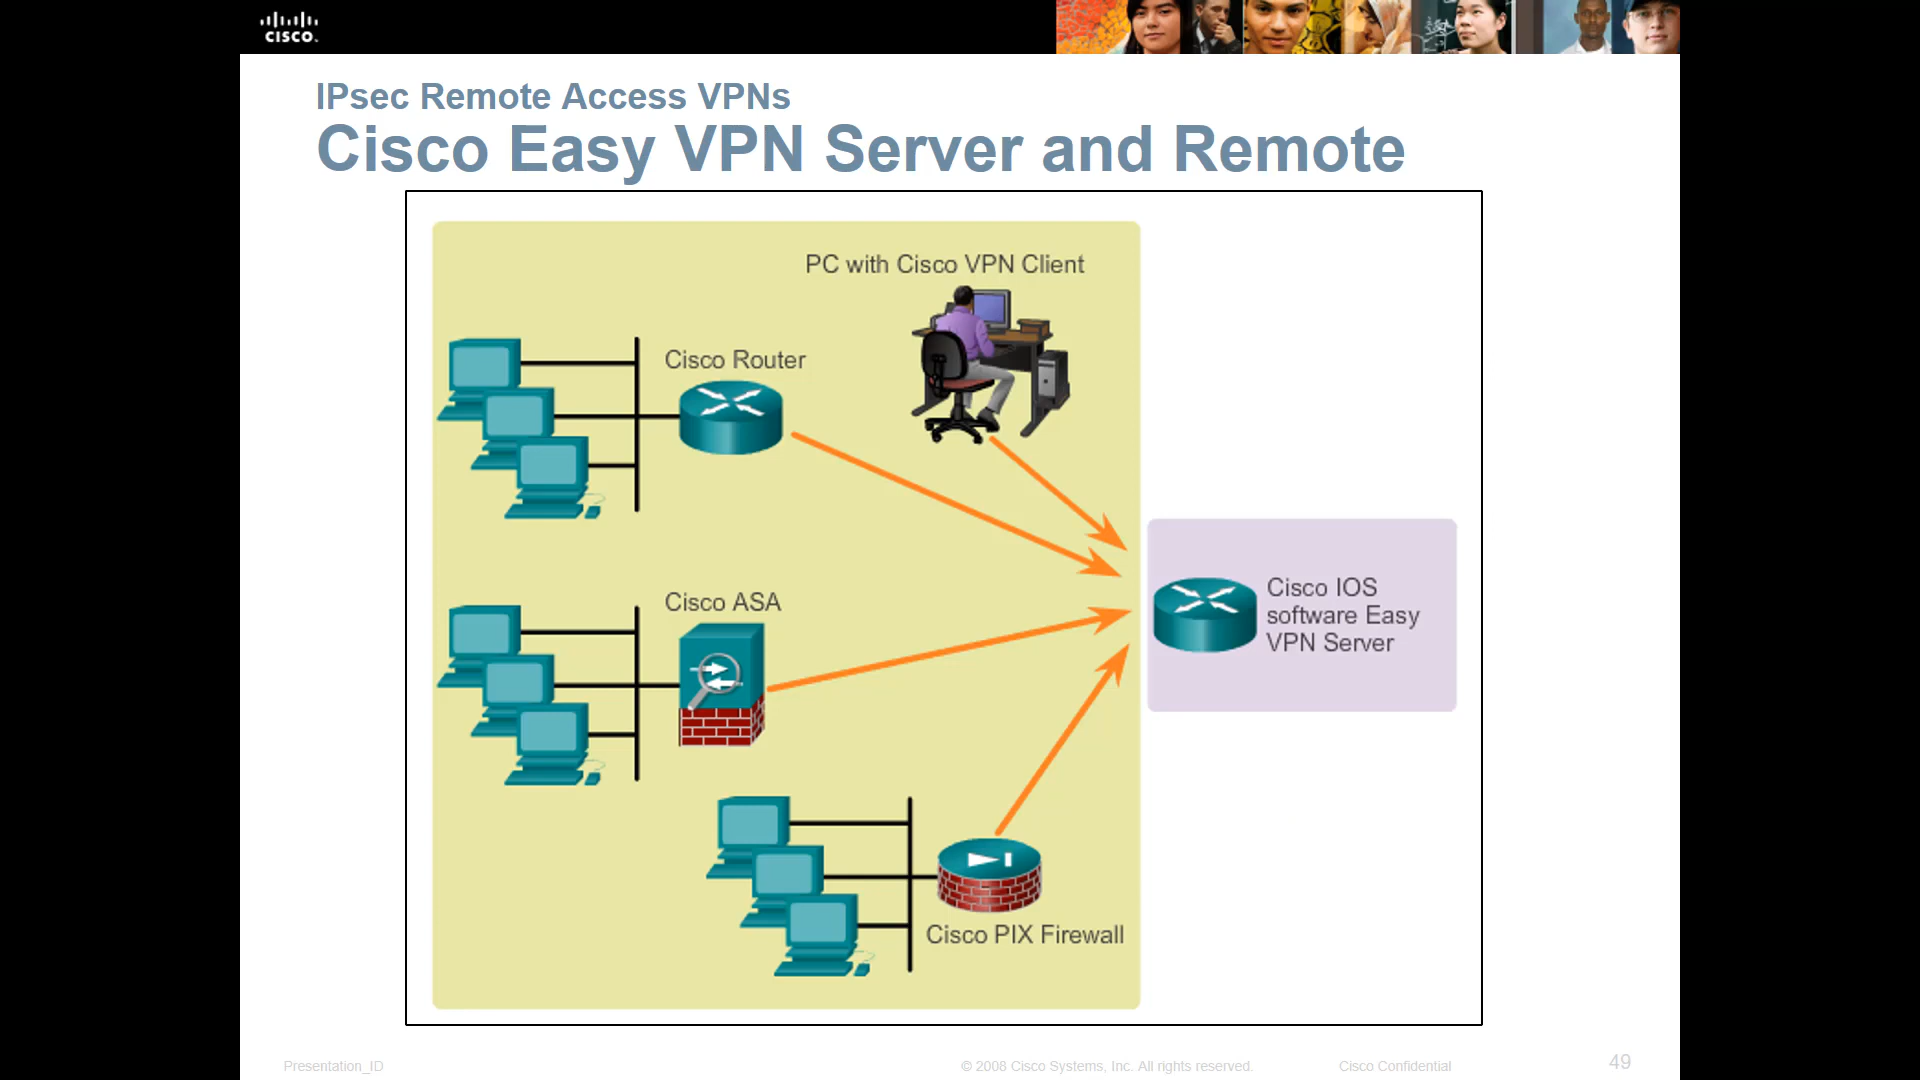 CISCO.
IPsec Remote Access VPNs
Cisco Easy VPN Server and Remote
PC with Cisco VPN Client
Cisco Router
Cisco IOS
software Easy
VPN Server
Cisco ASA
Cisco PIX Firewall
Presentation_ID
© 2008 Cisco Systems, Inc. All rights reserved.
Cisco Confidential
49